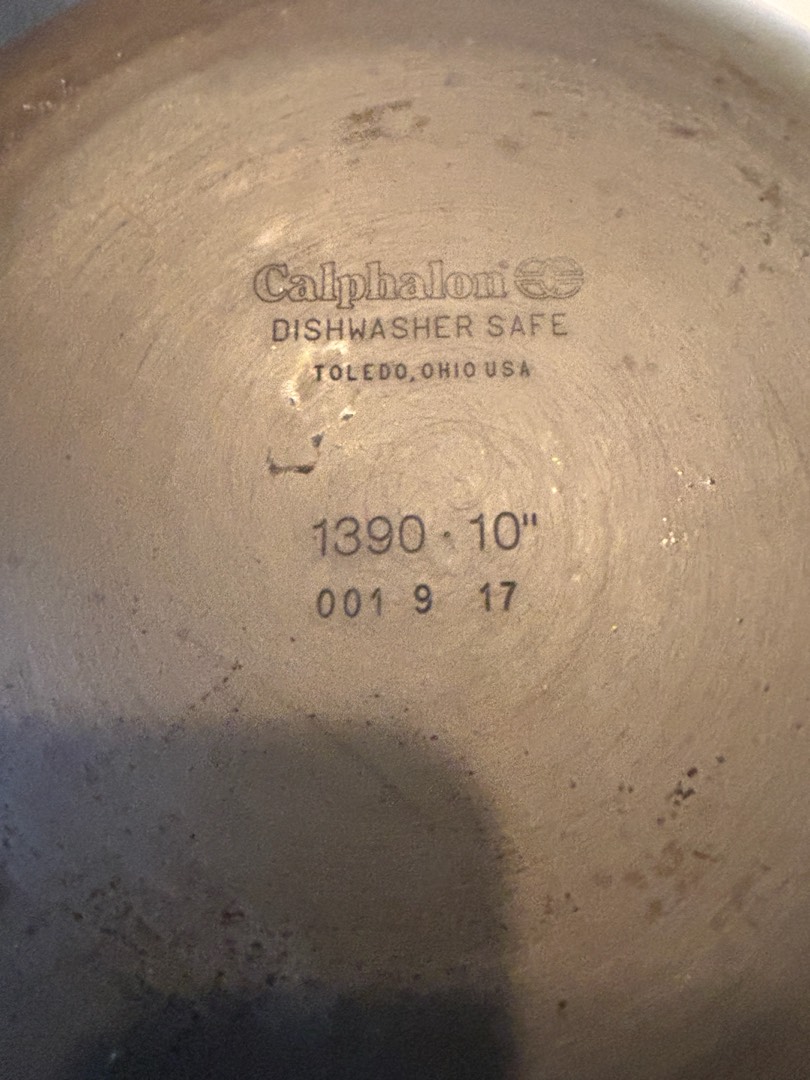 Calphalon
DISHWASHER SAFE
TOLEDO, OHIO USA
1390 · 10"
001 9 17